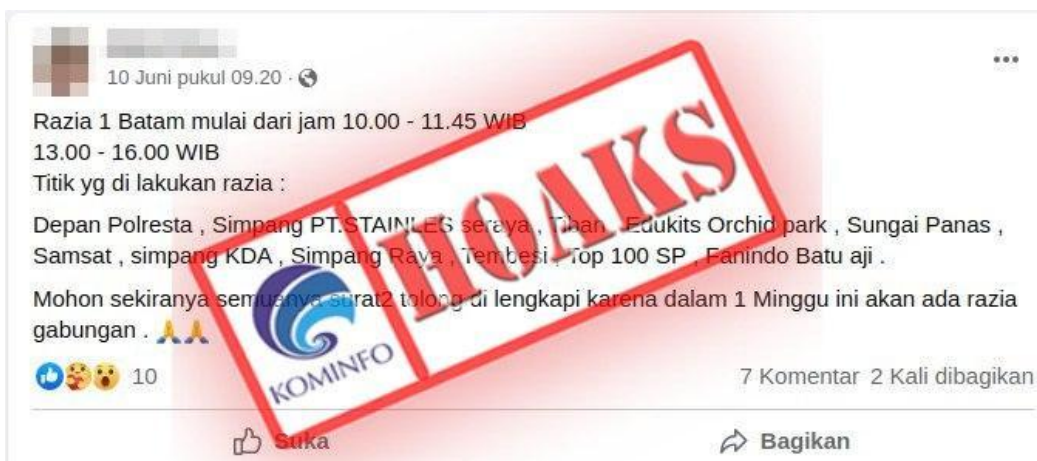 10 Juni pukul 09.20 ·
Razia 1 Batam mulai dari jam 10.00 - 11.45 WIB
13.00 - 16.00 WIB
Titik yg di lakukan razia :
Depan Polresta , Simpang PT.STAINLES seraya , Tiban , Edukits Orchid park , Sungai Panas ,
Samsat , simpang KDA , Simpang Raya , Tembesi , Top 100 SP , Fanindo Batu aji .
Mohon sekiranya semuanya surat2 tolong di lengkapi karena dalam 1 Minggu ini akan ada razia
gabungan .
HOAKS
KOMINFO
10
7 Komentar 2 Kali dibagikan
Suka
Bagikan